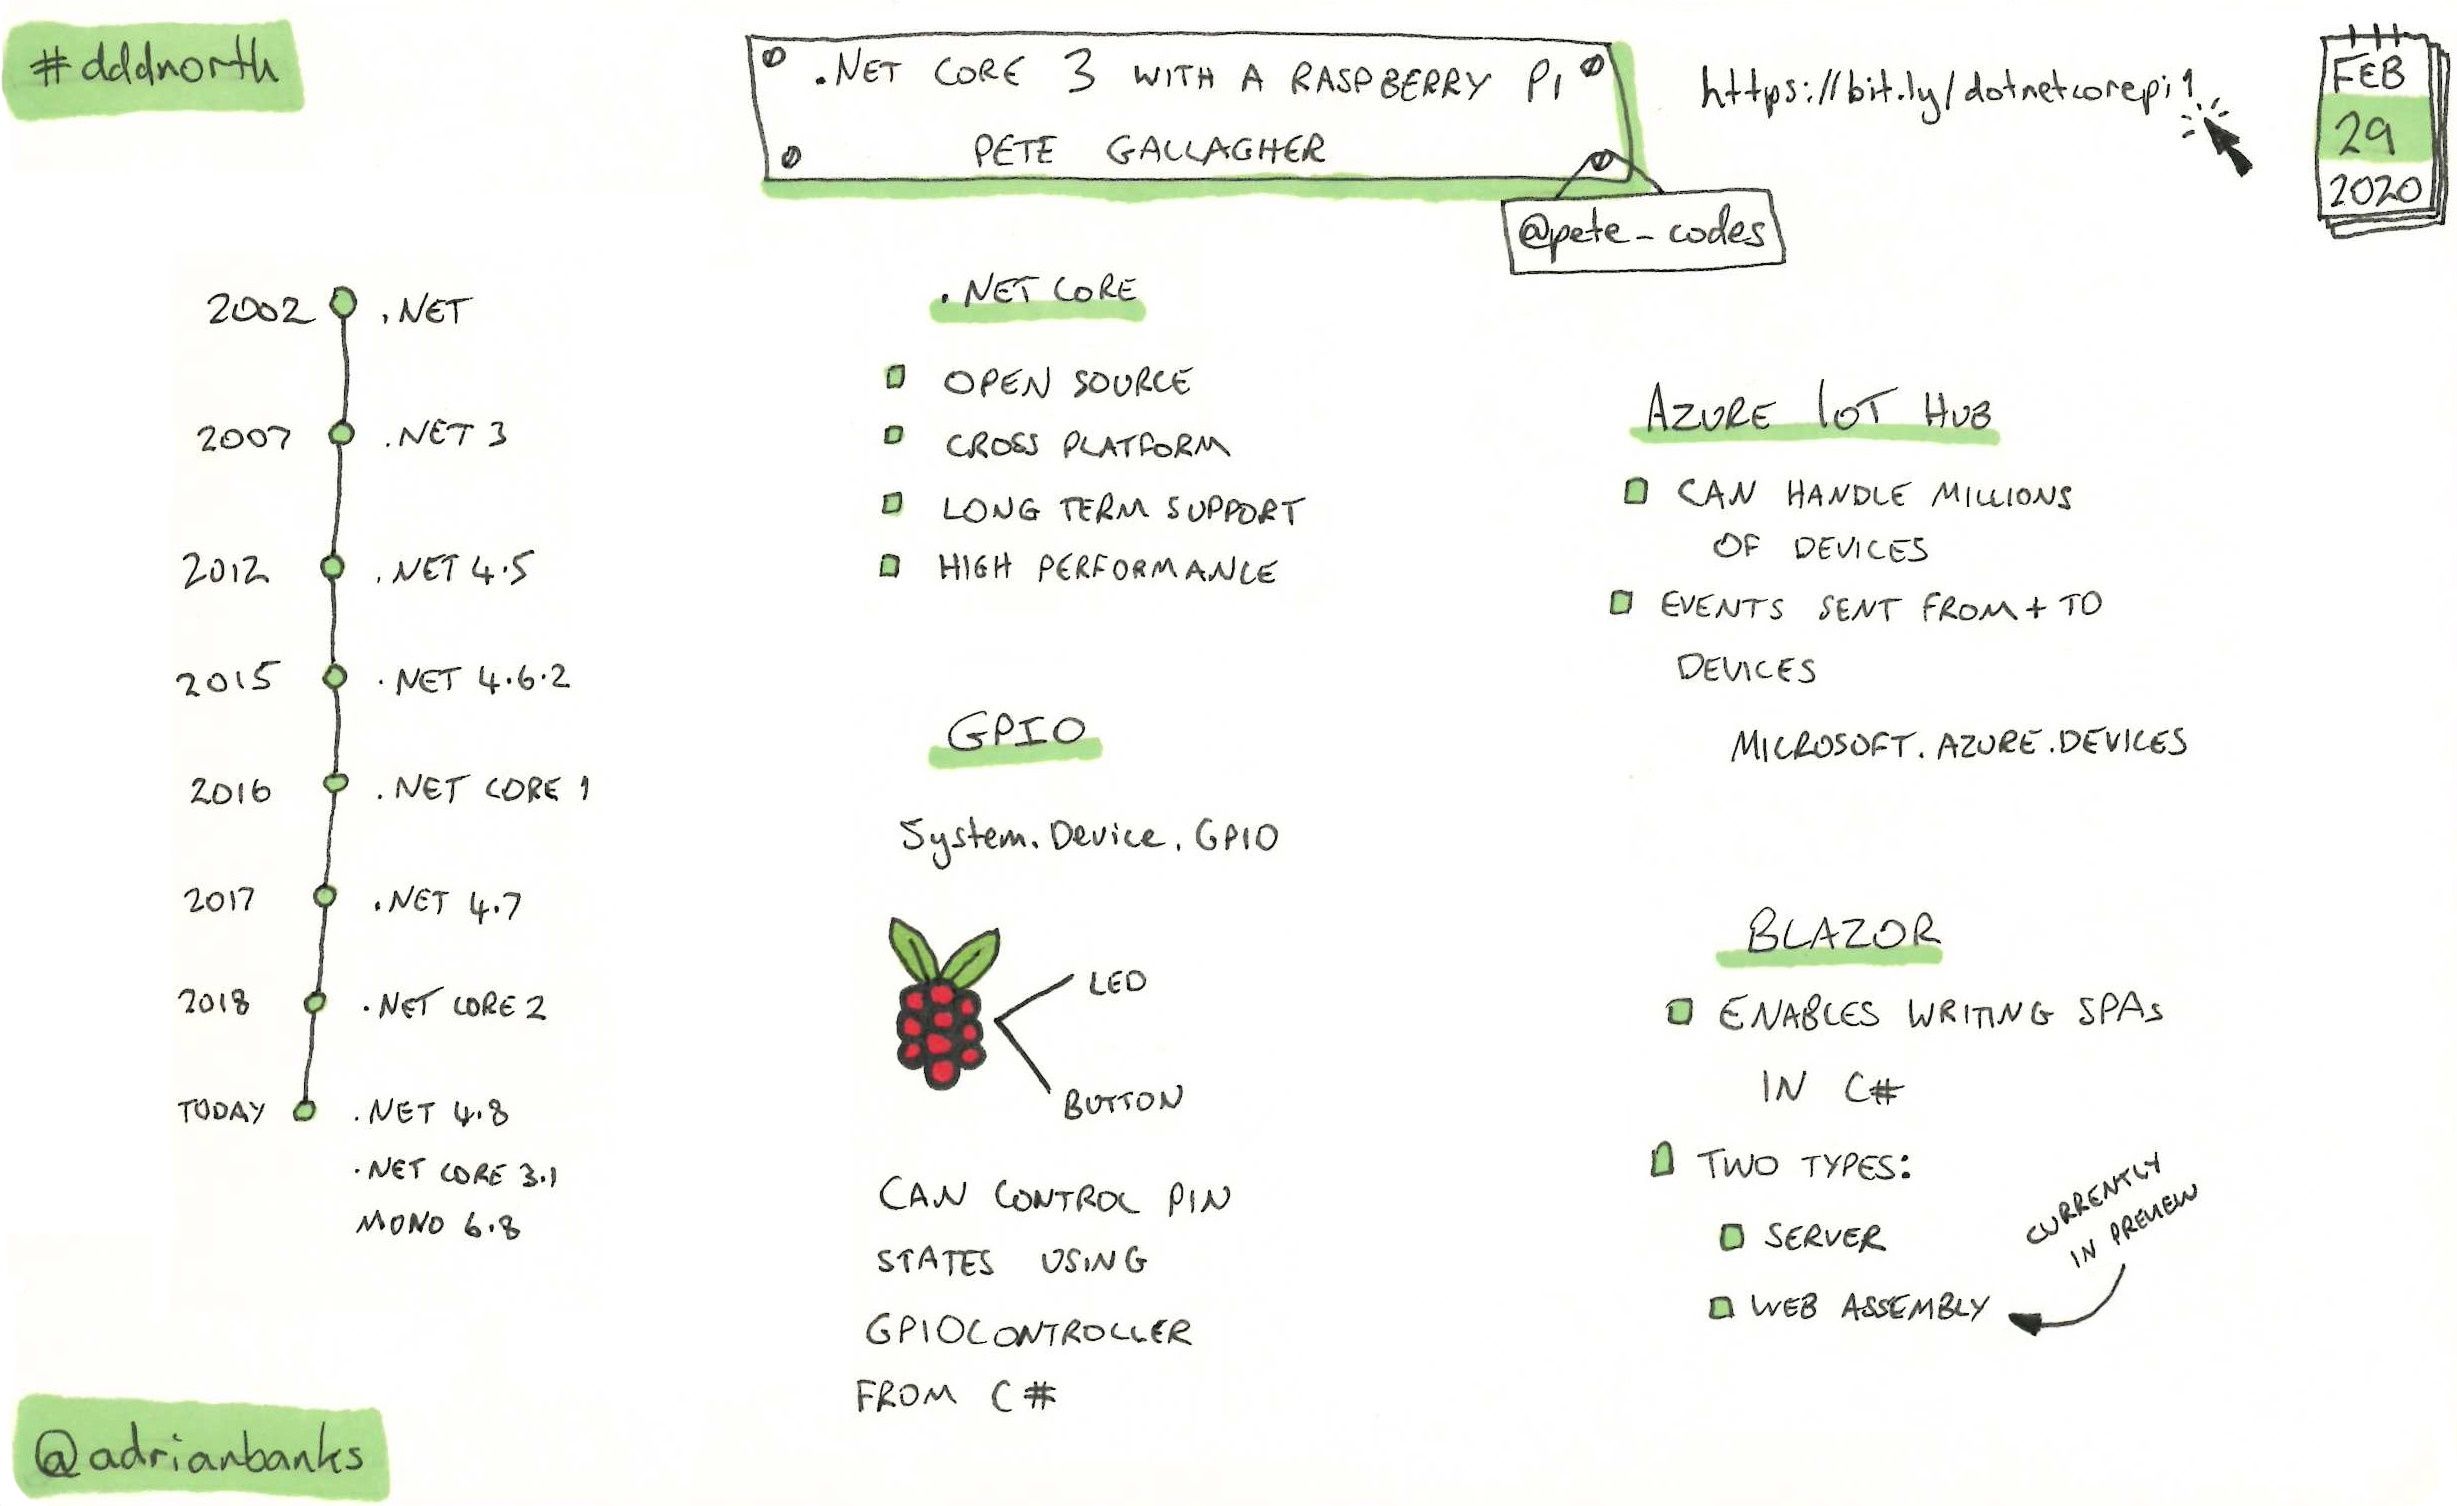 #dddnorth
.NET CORE 3 WITH A RASPBERRY PI
PETE GALLAGHER
@pete_codes
https://bit.ly/dotnetcorepi1
FEB
29
2020
2002 .NET
2007 .NET 3
2012 .NET 4.5
2015 .NET 4.6.2
2016 .NET CORE 1
2017 .NET 4.7
2018 .NET CORE 2
TODAY .NET 4.8
.NET CORE 3.1
MONO 6.8
.NET CORE
OPEN SOURCE
CROSS PLATFORM
LONG TERM SUPPORT
HIGH PERFORMANCE
GPIO
System.Device.GPIO
LED
BUTTON
CAN CONTROL PIN
STATES USING
GPIOCONTROLLER
FROM C#
AZURE IoT HUB
CAN HANDLE MILLIONS
OF DEVICES
EVENTS SENT FROM + TO
DEVICES
MICROSOFT.AZURE.DEVICES
BLAZOR
ENABLES WRITING SPAs
IN C#
TWO TYPES:
SERVER
WEB ASSEMBLY
CURRENTLY
IN PREVIEW
@adrianbanks